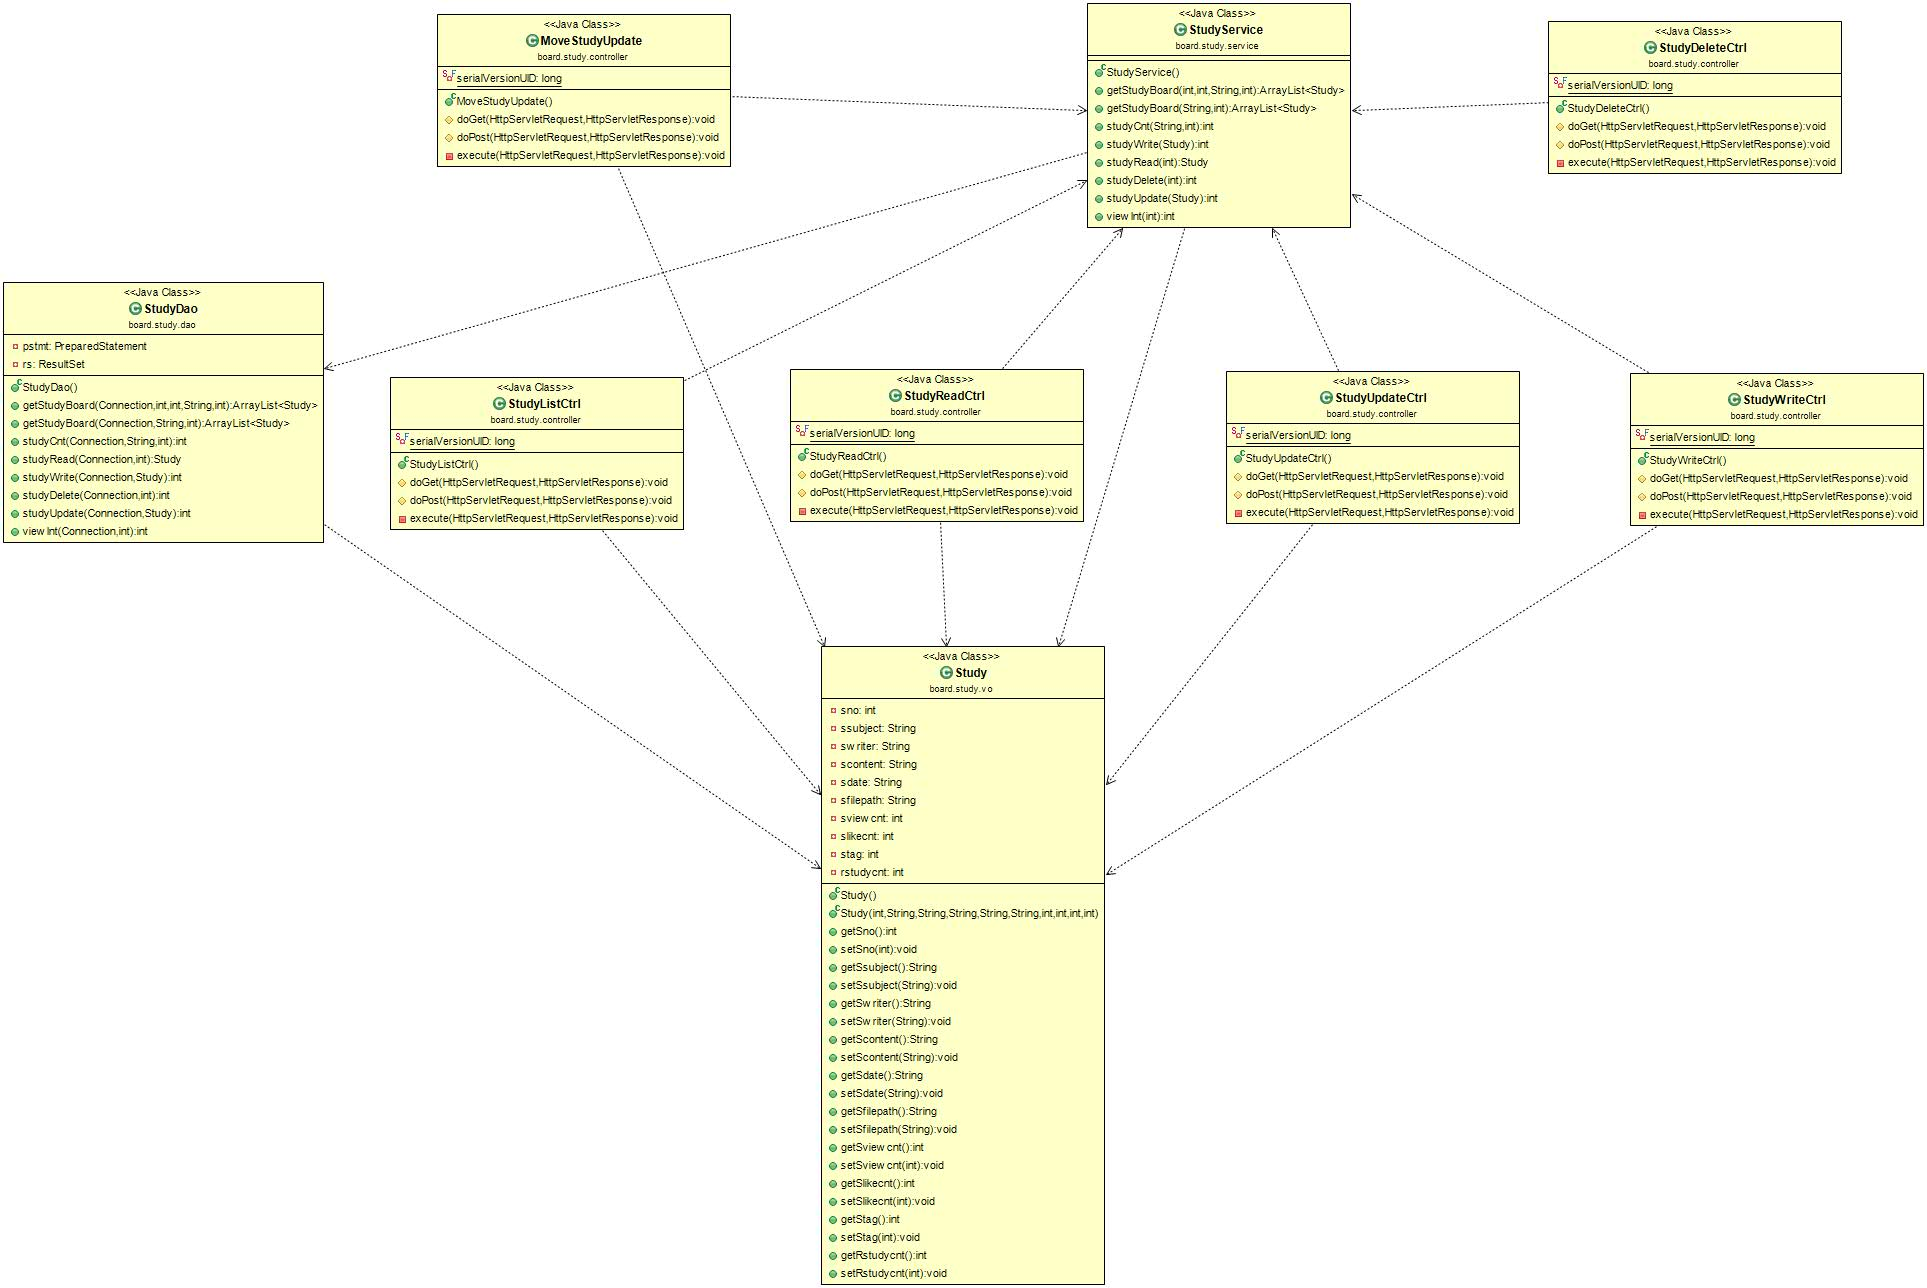 <<Java Class>>
MoveStudyUpdate
board.study.controller
serialVersionUID: long
MoveStudyUpdate()
doGet(HttpServletRequest,HttpServletResponse):void
doPost(HttpServletRequest,HttpServletResponse):void
execute(HttpServletRequest,HttpServletResponse):void
<<Java Class>>
StudyService
board.study.service
StudyService()
getStudyBoard(int,int,String,int):ArrayList<Study>
getStudyBoard(String,int):ArrayList<Study>
studyCnt(String,int):int
studyWrite(Study):int
studyRead(int):Study
studyDelete(int):int
studyUpdate(Study):int
viewInt(int):int
<<Java Class>>
StudyDeleteCtrl
board.study.controller
serialVersionUID: long
StudyDeleteCtrl()
doGet(HttpServletRequest,HttpServletResponse):void
doPost(HttpServletRequest,HttpServletResponse):void
execute(HttpServletRequest,HttpServletResponse):void
<<Java Class>>
StudyDao
board.study.dao
pstmt: PreparedStatement
rs: ResultSet
StudyDao()
getStudyBoard(Connection,int,int,String,int):ArrayList<Study>
getStudyBoard(Connection,String,int):ArrayList<Study>
studyCnt(Connection,String,int):int
studyRead(Connection,int):Study
studyWrite(Connection,Study):int
studyDelete(Connection,int):int
studyUpdate(Connection,Study):int
viewInt(Connection,int):int
<<Java Class>>
StudyListCtrl
board.study.controller
serialVersionUID: long
StudyListCtrl()
doGet(HttpServletRequest,HttpServletResponse):void
doPost(HttpServletRequest,HttpServletResponse):void
execute(HttpServletRequest,HttpServletResponse):void
<<Java Class>>
StudyReadCtrl
board.study.controller
serialVersionUID: long
StudyReadCtrl()
doGet(HttpServletRequest,HttpServletResponse):void
doPost(HttpServletRequest,HttpServletResponse):void
execute(HttpServletRequest,HttpServletResponse):void
<<Java Class>>
StudyUpdateCtrl
board.study.controller
serialVersionUID: long
StudyUpdateCtrl()
doGet(HttpServletRequest,HttpServletResponse):void
doPost(HttpServletRequest,HttpServletResponse):void
execute(HttpServletRequest,HttpServletResponse):void
<<Java Class>>
StudyWriteCtrl
board.study.controller
serialVersionUID: long
StudyWriteCtrl()
doGet(HttpServletRequest,HttpServletResponse):void
doPost(HttpServletRequest,HttpServletResponse):void
execute(HttpServletRequest,HttpServletResponse):void
<<Java Class>>
Study
board.study.vo
sno: int
ssubject: String
swriter: String
scontent: String
sdate: String
sfilepath: String
sviewcnt: int
slikecnt: int
stag: int
rstudycnt: int
Study()
Study(int,String,String,String,String,String,int,int,int,int)
getSno():int
setSno(int):void
getSsubject():String
setSsubject(String):void
getSwriter():String
setSwriter(String):void
getScontent():String
setScontent(String):void
getSdate():String
setSdate(String):void
getSfilepath():String
setSfilepath(String):void
getSviewcnt():int
setSviewcnt(int):void
getSlikecnt():int
setSlikecnt(int):void
getStag():int
setStag(int):void
getRstudycnt():int
setRstudycnt(int):void